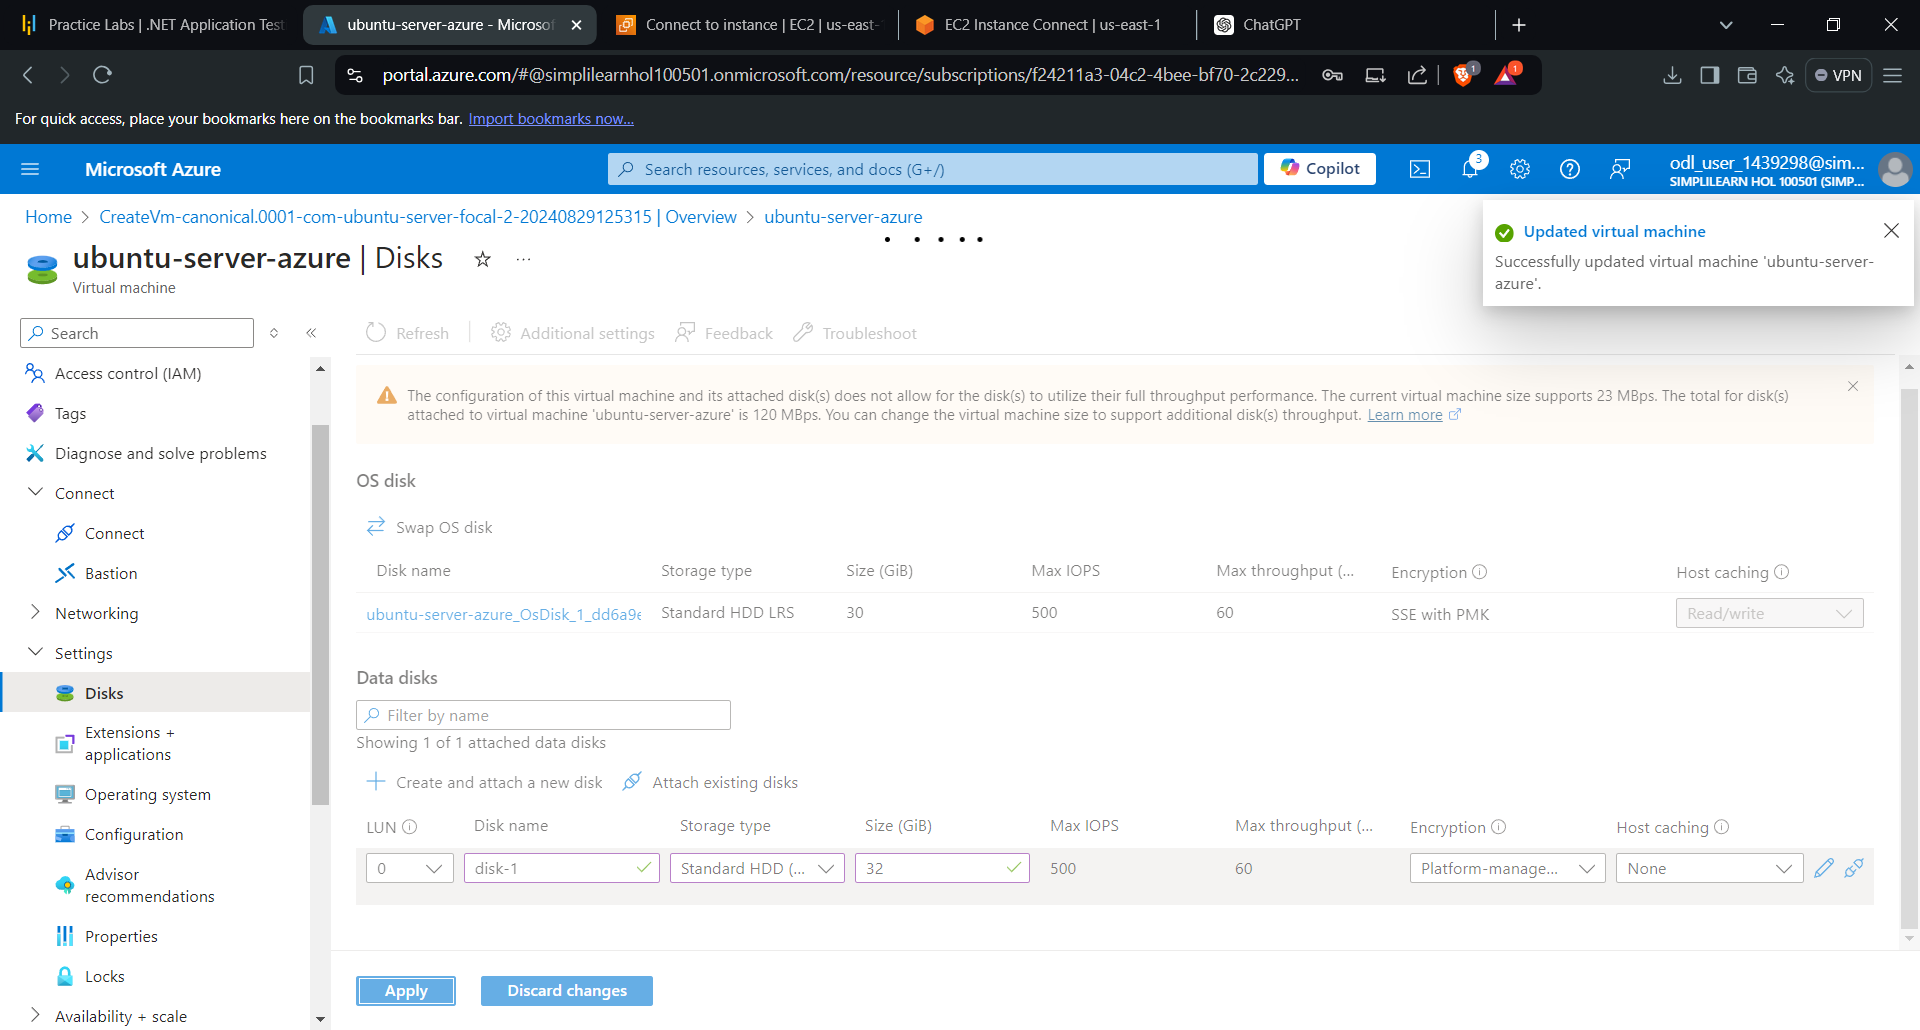 Practice Labs | .NET Application Test
ubuntu-server-azure - Microsof
Connect to instance | EC2 | us-east-
EC2 Instance Connect | us-east-1
ChatGPT
portal.azure.com/#@simplilearnhol100501.onmicrosoft.com/resource/subscriptions/f24211a3-04c2-4bee-bf70-2c229...
1
1
VPN
For quick access, place your bookmarks here on the bookmarks bar. Import bookmarks now...
Microsoft Azure
Search resources, services, and docs (G+/)
Copilot
3
odl_user_1439298@sim...
SIMPLILEARN HOL 100501 (SIMP...
Home > CreateVm-canonical.0001-com-ubuntu-server-focal-2-20240829125315 | Overview > ubuntu-server-azure
Updated virtual machine
Successfully updated virtual machine 'ubuntu-server-
azure'.
ubuntu-server-azure | Disks
Virtual machine
Search
Refresh
Additional settings
Feedback
Troubleshoot
Access control (IAM)
Tags
Diagnose and solve problems
Connect
Connect
Bastion
Networking
Settings
Disks
Extensions +
applications
Operating system
Configuration
Advisor
recommendations
Properties
Locks
Availability + scale
The configuration of this virtual machine and its attached disk(s) does not allow for the disk(s) to utilize their full throughput performance. The current virtual machine size supports 23 MBps. The total for disk(s)
attached to virtual machine 'ubuntu-server-azure' is 120 MBps. You can change the virtual machine size to support additional disk(s) throughput. Learn more
OS disk
Swap OS disk
Disk name Storage type Size (GiB) Max IOPS Max throughput (... Encryption Host caching
ubuntu-server-azure_OsDisk_1_dd6a9e Standard HDD LRS 30 500 60 SSE with PMK Read/write
Data disks
Filter by name
Showing 1 of 1 attached data disks
Create and attach a new disk
Attach existing disks
LUN Disk name Storage type Size (GiB) Max IOPS Max throughput (... Encryption Host caching
0 disk-1 Standard HDD (... 32 500 60 Platform-manage... None
Apply
Discard changes